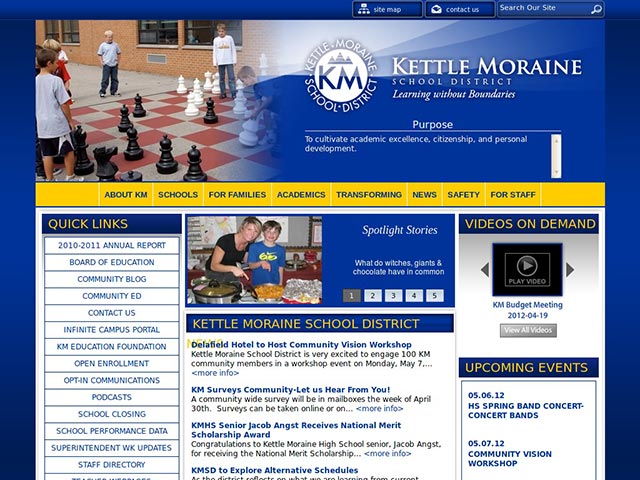 site map
contact us
Search Our Site
KETTLE MORAINE
KM
SCHOOL DISTRICT
KETTLE MORAINE
SCHOOL DISTRICT
Learning without Boundaries
Purpose
To cultivate academic excellence, citizenship, and personal
development.
ABOUT KM
SCHOOLS
FOR FAMILIES
ACADEMICS
TRANSFORMING
NEWS
SAFETY
FOR STAFF
QUICK LINKS
2010-2011 ANNUAL REPORT
BOARD OF EDUCATION
COMMUNITY BLOG
COMMUNITY ED
CONTACT US
INFINITE CAMPUS PORTAL
KM EDUCATION FOUNDATION
OPEN ENROLLMENT
OPT-IN COMMUNICATIONS
PODCASTS
SCHOOL CLOSING
SCHOOL PERFORMANCE DATA
SUPERINTENDENT WK UPDATES
STAFF DIRECTORY
TEACHER WEBPAGES
Spotlight Stories
What do witches, giants &
chocolate have in common
1 2 3 4 5
KETTLE MORAINE SCHOOL DISTRICT
NEWS
Delafield Hotel to Host Community Vision Workshop
Kettle Moraine School District is very excited to engage 100 KM
community members in a workshop event on Monday, May 7,...
<more info>
KM Surveys Community-Let us Hear From You!
A community wide survey will be in mailboxes the week of April
30th. Surveys can be taken online or on... <more info>
KMHS Senior Jacob Angst Receives National Merit
Scholarship Award
Congratulations to Kettle Moraine High School senior, Jacob Angst,
for receiving the National Merit Scholarship... <more info>
KMSD to Explore Alternative Schedules
As the district reflects on what we are learning from current
VIDEOS ON DEMAND
PLAY VIDEO
KM Budget Meeting
2012-04-19
View All Videos
UPCOMING EVENTS
05.06.12
HS SPRING BAND CONCERT-
CONCERT BANDS
05.07.12
COMMUNITY VISION
WORKSHOP